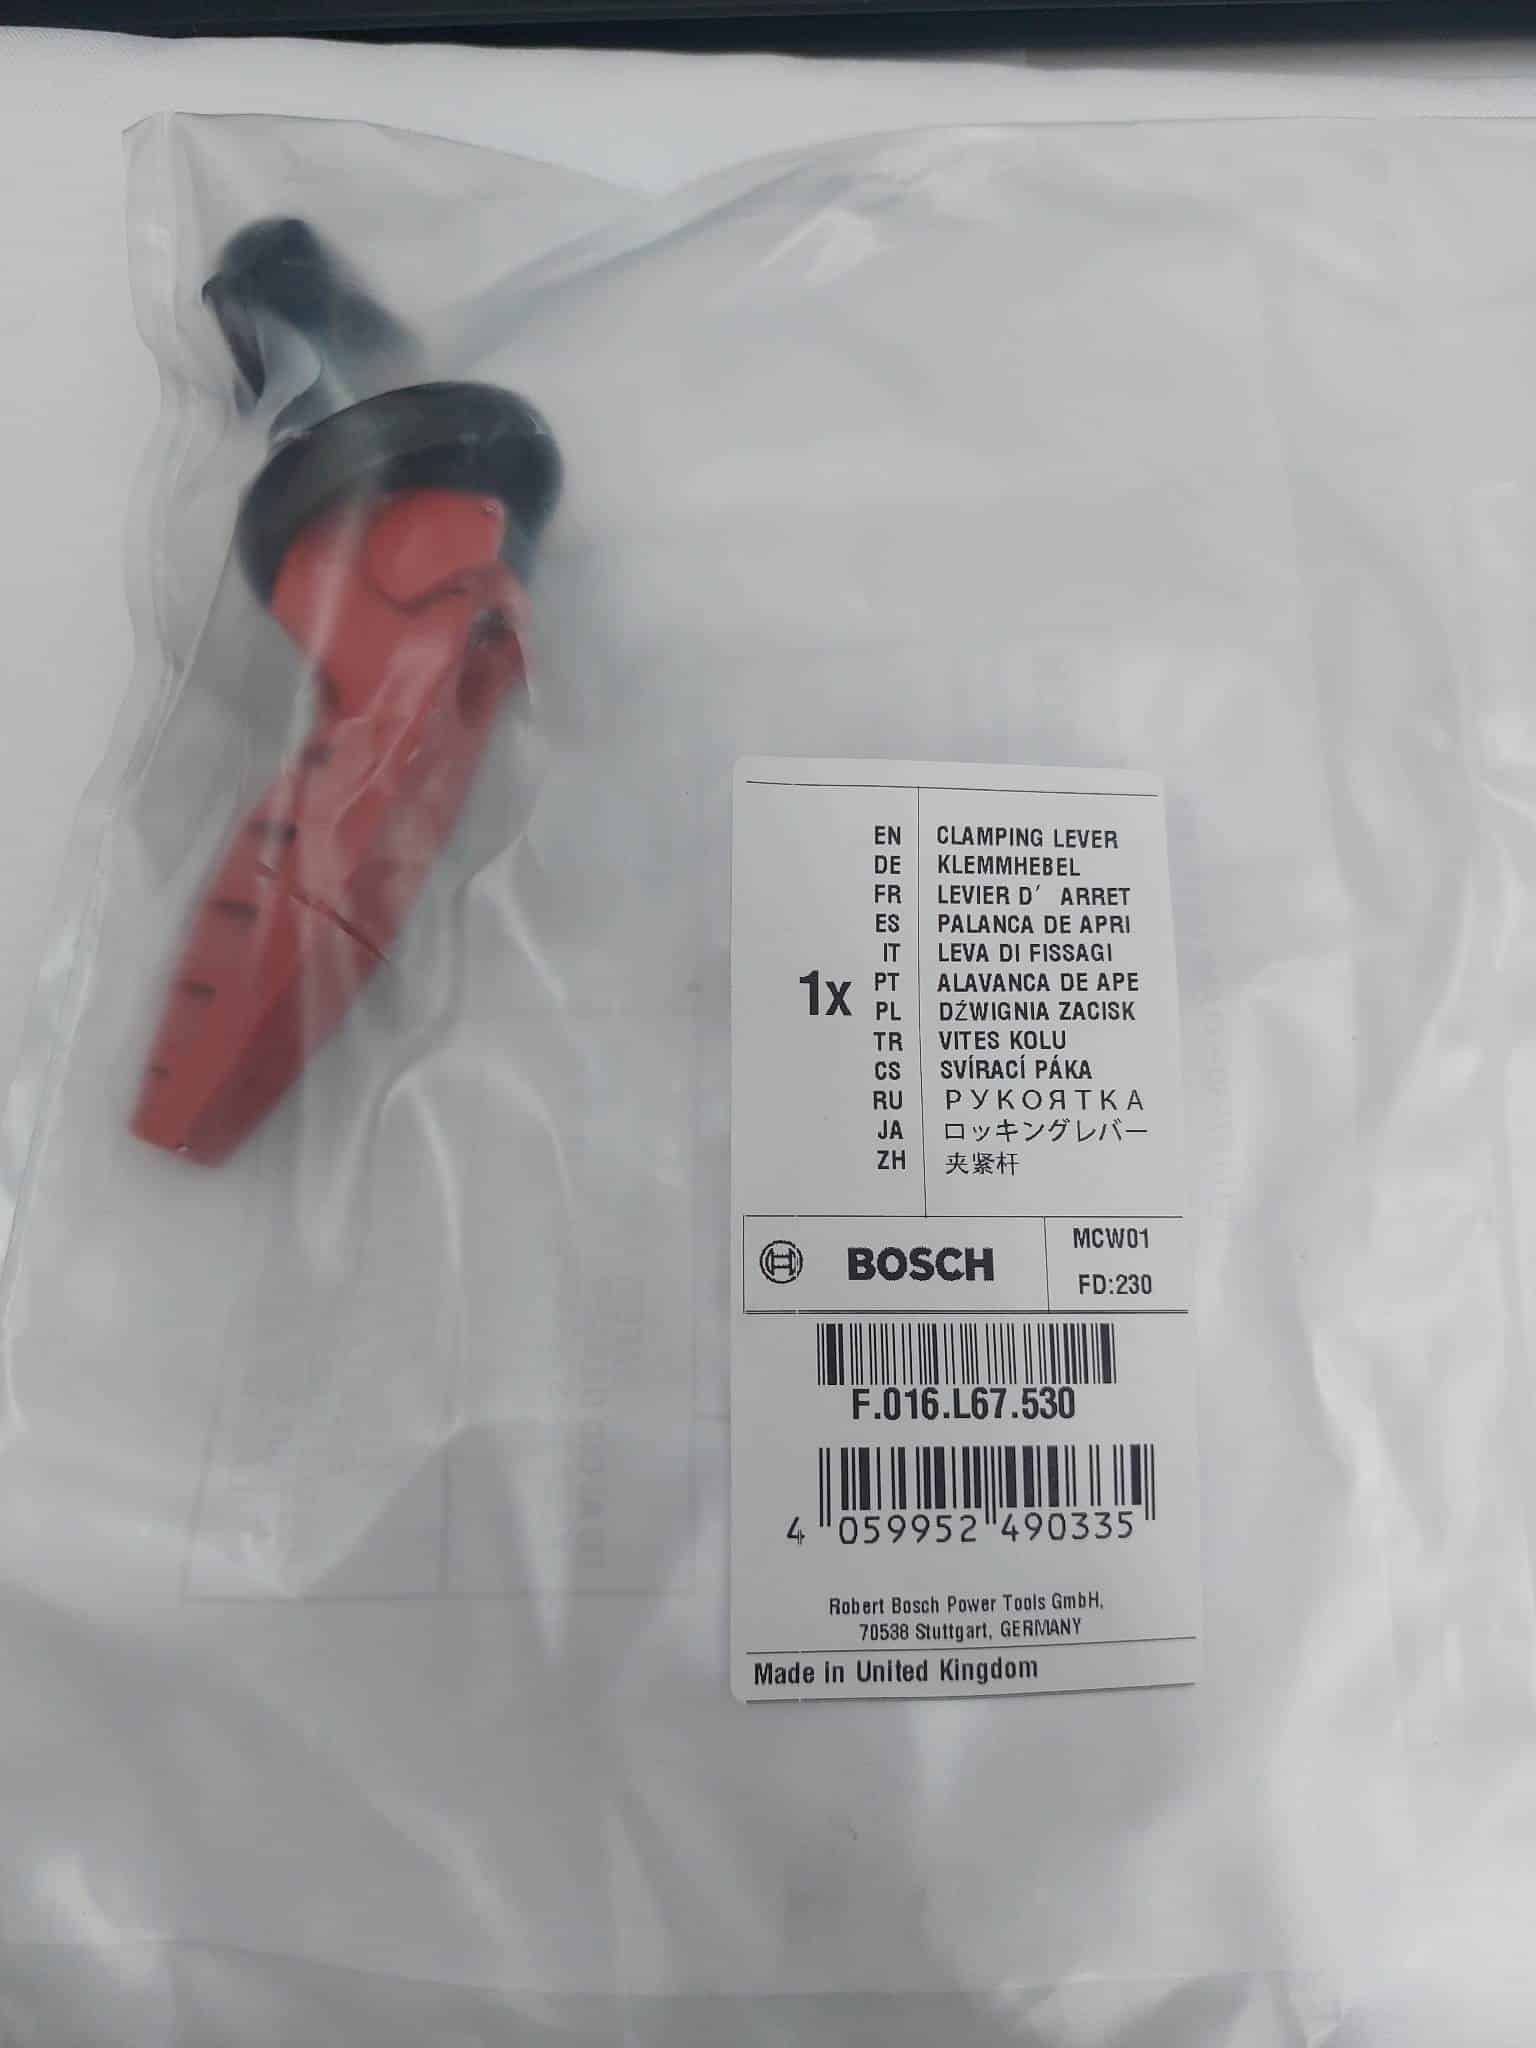 1x
EN CLAMPING LEVER
DE KLEMMHEBEL
FR LEVIER D' ARRET
ES PALANCA DE APRI
IT LEVA DI FISSAGI
PT ALAVANCA DE APE
PL DŹWIGNIA ZACISK
TR VITES KOLU
CS SVÍRACÍ PÁKA
RU РУКОЯТКА
JA ロッキングレバー
ZH 夹紧杆
BOSCH
MCW01
FD:230
F.016.L67.530
4 059952 490335
Robert Bosch Power Tools GmbH,
70538 Stuttgart, GERMANY
Made in United Kingdom